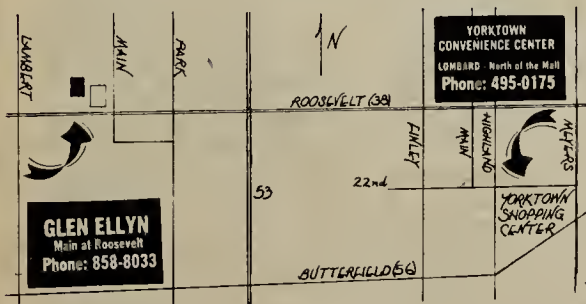 LAMBERT
MAIN
PARK
N
YORKTOWN
CONVENIENCE CENTER
LOMBARD - North of the Mall
Phone: 495-0175
ROOSEVELT (38)
FINLEY
MAIN
HIGHLAND
MEYERS
22nd
53
YORKTOWN
SHOPPING
CENTER
GLEN ELLYN
Main at Roosevelt
Phone: 858-8033
BUTTERFIELD (56)